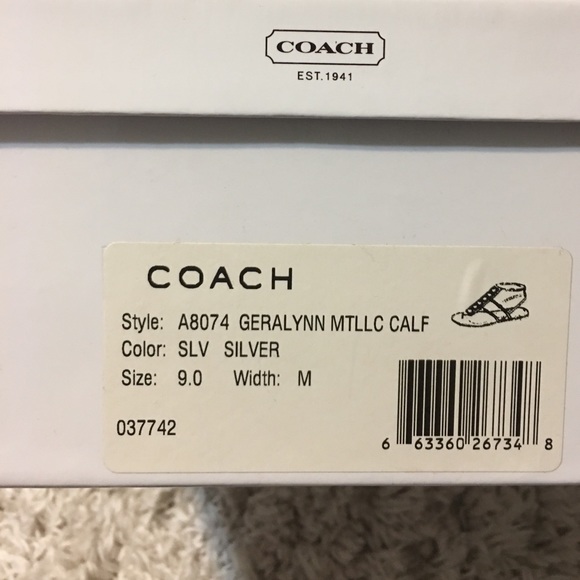 COACH
EST. 1941
COACH
Style: A8074 GERALYNN MTLLC CALF
Color: SLV SILVER
Size: 9.0 Width: M
037742
6 63360 26734 8